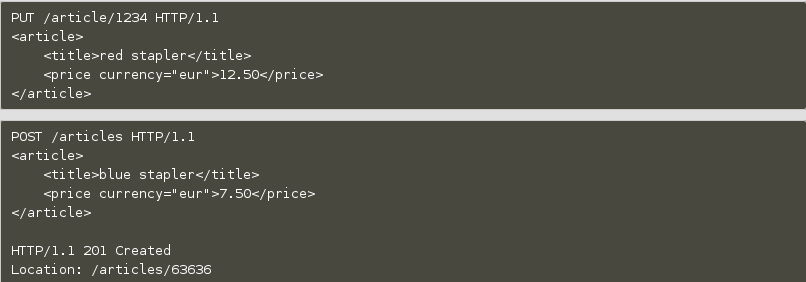 PUT /article/1234 HTTP/1.1
<article>
    <title>red stapler</title>
    <price currency="eur">12.50</price>
</article>
POST /articles HTTP/1.1
<article>
    <title>blue stapler</title>
    <price currency="eur">7.50</price>
</article>
HTTP/1.1 201 Created
Location: /articles/63636